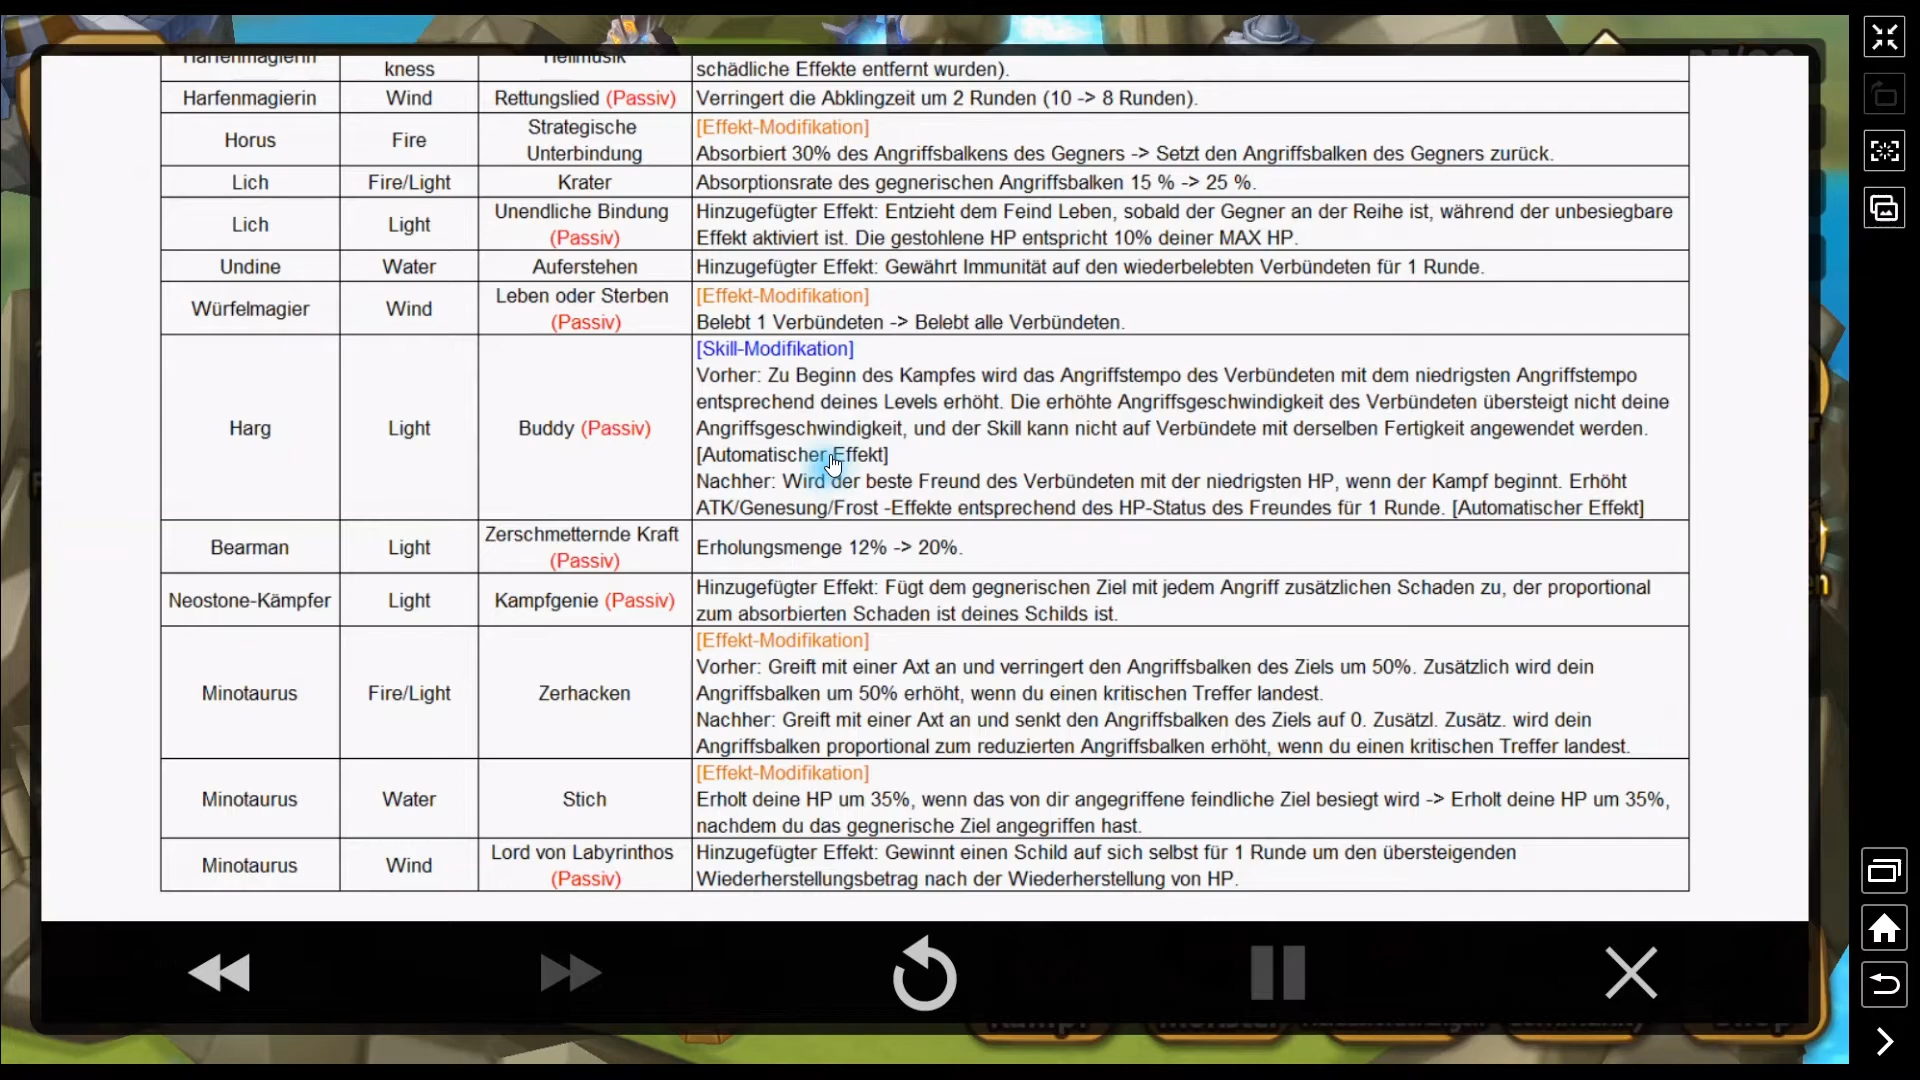 Harfenmagierin
kness
Heilmusik
schädliche Effekte entfernt wurden).
Harfenmagierin
Wind
Rettungslied (Passiv)
Verringert die Abklingzeit um 2 Runden (10 -> 8 Runden).
Horus
Fire
Strategische
Unterbindung
[Effekt-Modifikation]
Absorbiert 30% des Angriffsbalkens des Gegners -> Setzt den Angriffsbalken des Gegners zurück.
Lich
Fire/Light
Krater
Absorptionsrate des gegnerischen Angriffsbalken 15 % -> 25 %.
Lich
Light
Unendliche Bindung
(Passiv)
Hinzugefügter Effekt: Entzieht dem Feind Leben, sobald der Gegner an der Reihe ist, während der unbesiegbare
Effekt aktiviert ist. Die gestohlene HP entspricht 10% deiner MAX HP.
Undine
Water
Auferstehen
Hinzugefügter Effekt: Gewährt Immunität auf den wiederbelebten Verbündeten für 1 Runde.
Würfelmagier
Wind
Leben oder Sterben
(Passiv)
[Effekt-Modifikation]
Belebt 1 Verbündeten -> Belebt alle Verbündeten.
Harg
Light
Buddy (Passiv)
[Skill-Modifikation]
Vorher: Zu Beginn des Kampfes wird das Angriffstempo des Verbündeten mit dem niedrigsten Angriffstempo
entsprechend deines Levels erhöht. Die erhöhte Angriffsgeschwindigkeit des Verbündeten übersteigt nicht deine
Angriffsgeschwindigkeit, und der Skill kann nicht auf Verbündete mit derselben Fertigkeit angewendet werden.
[Automatischer Effekt]
Nachher: Wird der beste Freund des Verbündeten mit der niedrigsten HP, wenn der Kampf beginnt. Erhöht
ATK/Genesung/Frost -Effekte entsprechend des HP-Status des Freundes für 1 Runde. [Automatischer Effekt]
Bearman
Light
Zerschmetternde Kraft
(Passiv)
Erholungsmenge 12% -> 20%.
Neostone-Kämpfer
Light
Kampfgenie (Passiv)
Hinzugefügter Effekt: Fügt dem gegnerischen Ziel mit jedem Angriff zusätzlichen Schaden zu, der proportional
zum absorbierten Schaden ist deines Schilds ist.
Minotaurus
Fire/Light
Zerhacken
[Effekt-Modifikation]
Vorher: Greift mit einer Axt an und verringert den Angriffsbalken des Ziels um 50%. Zusätzlich wird dein
Angriffsbalken um 50% erhöht, wenn du einen kritischen Treffer landest.
Nachher: Greift mit einer Axt an und senkt den Angriffsbalken des Ziels auf 0. Zusätzl. Zusätz. wird dein
Angriffsbalken proportional zum reduzierten Angriffsbalken erhöht, wenn du einen kritischen Treffer landest.
Minotaurus
Water
Stich
[Effekt-Modifikation]
Erholt deine HP um 35%, wenn das von dir angegriffene feindliche Ziel besiegt wird -> Erholt deine HP um 35%,
nachdem du das gegnerische Ziel angegriffen hast.
Minotaurus
Wind
Lord von Labyrinthos
(Passiv)
Hinzugefügter Effekt: Gewinnt einen Schild auf sich selbst für 1 Runde um den übersteigenden
Wiederherstellungsbetrag nach der Wiederherstellung von HP.